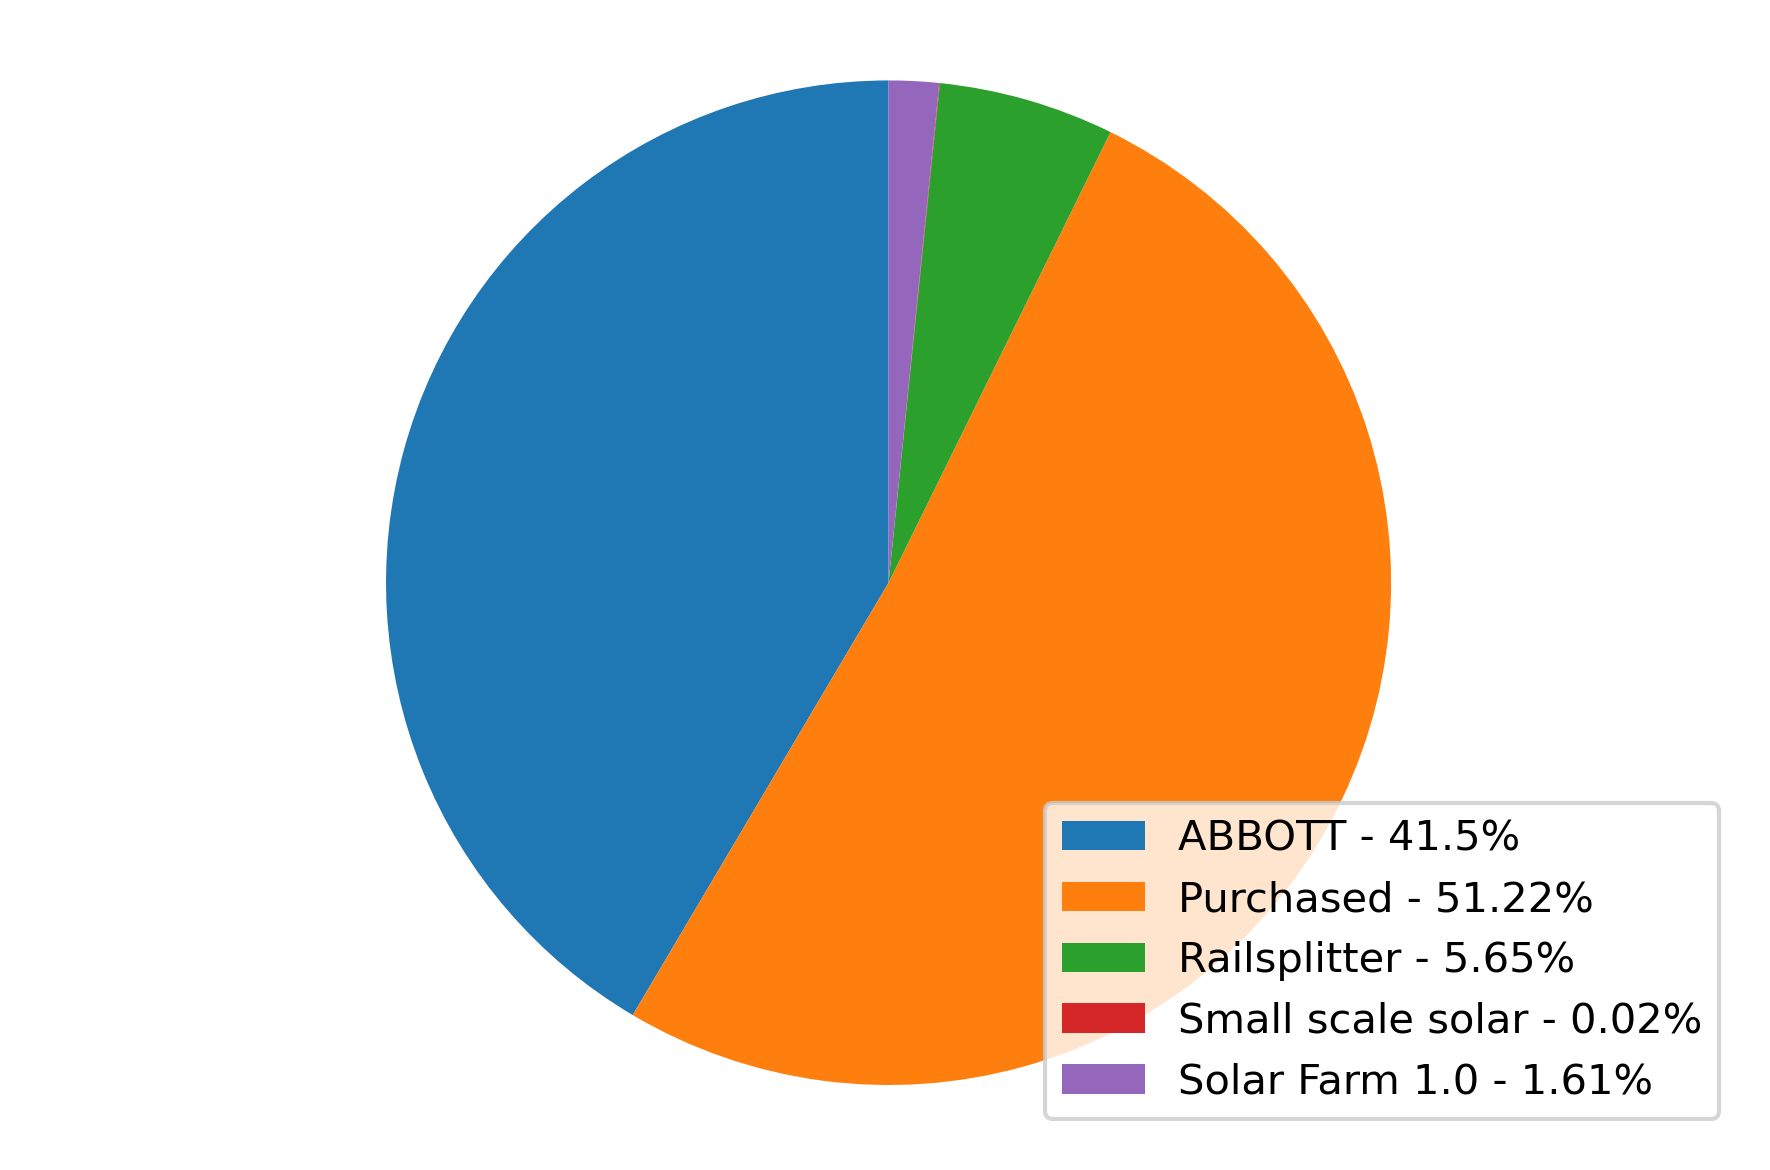 ABBOTT - 41.5%
Purchased - 51.22%
Railsplitter - 5.65%
Small scale solar - 0.02%
Solar Farm 1.0 - 1.61%